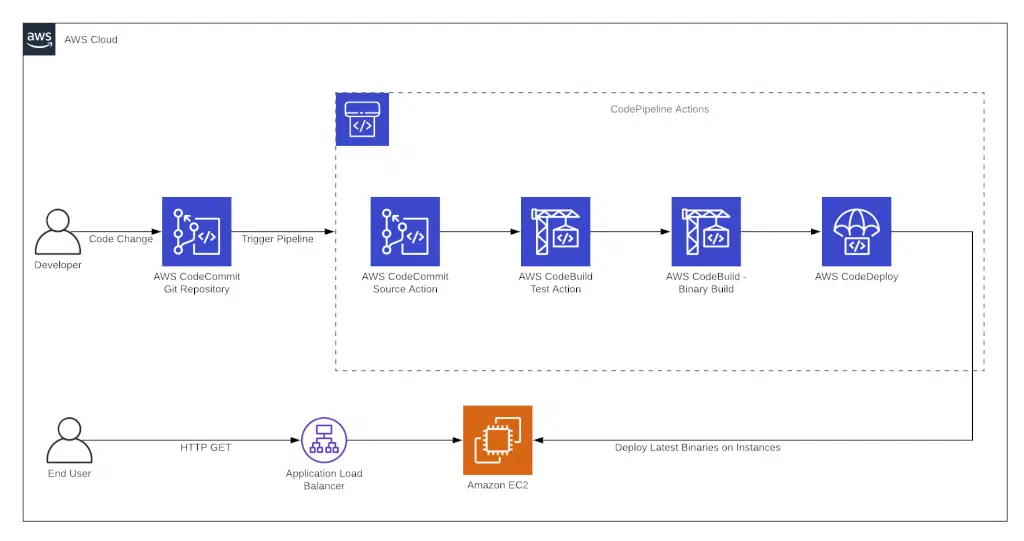 aws
AWS Cloud
CodePipeline Actions
Developer
Code Change
AWS CodeCommit
Git Repository
Trigger Pipeline
AWS CodeCommit
Source Action
AWS CodeBuild
Test Action
AWS CodeBuild -
Binary Build
AWS CodeDeploy
End User
HTTP GET
Application Load
Balancer
Amazon EC2
Deploy Latest Binaries on Instances